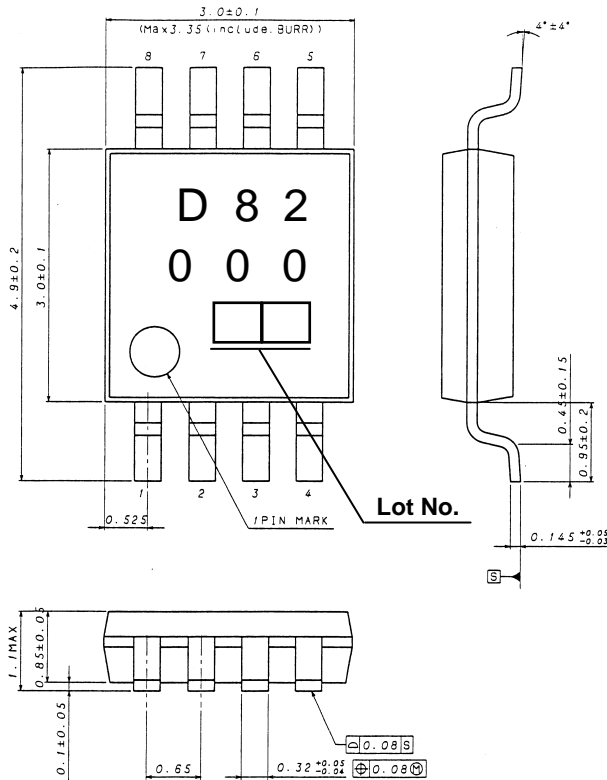 3.0±0.1
(Max3.35(include.BURR))
8 7 6 5
4°±4°
4.9±0.2
3.0±0.1
D 8 2
0 0 0
0.45±0.15
0.95±0.2
1 2 3 4
0.525
1PIN MARK
Lot No.
0.145 +0.05 -0.03
S
1.1MAX
0.85±0.05
0.1±0.05
0.65
0.32 +0.05 -0.04
0.08 S
0.08 Ⓜ